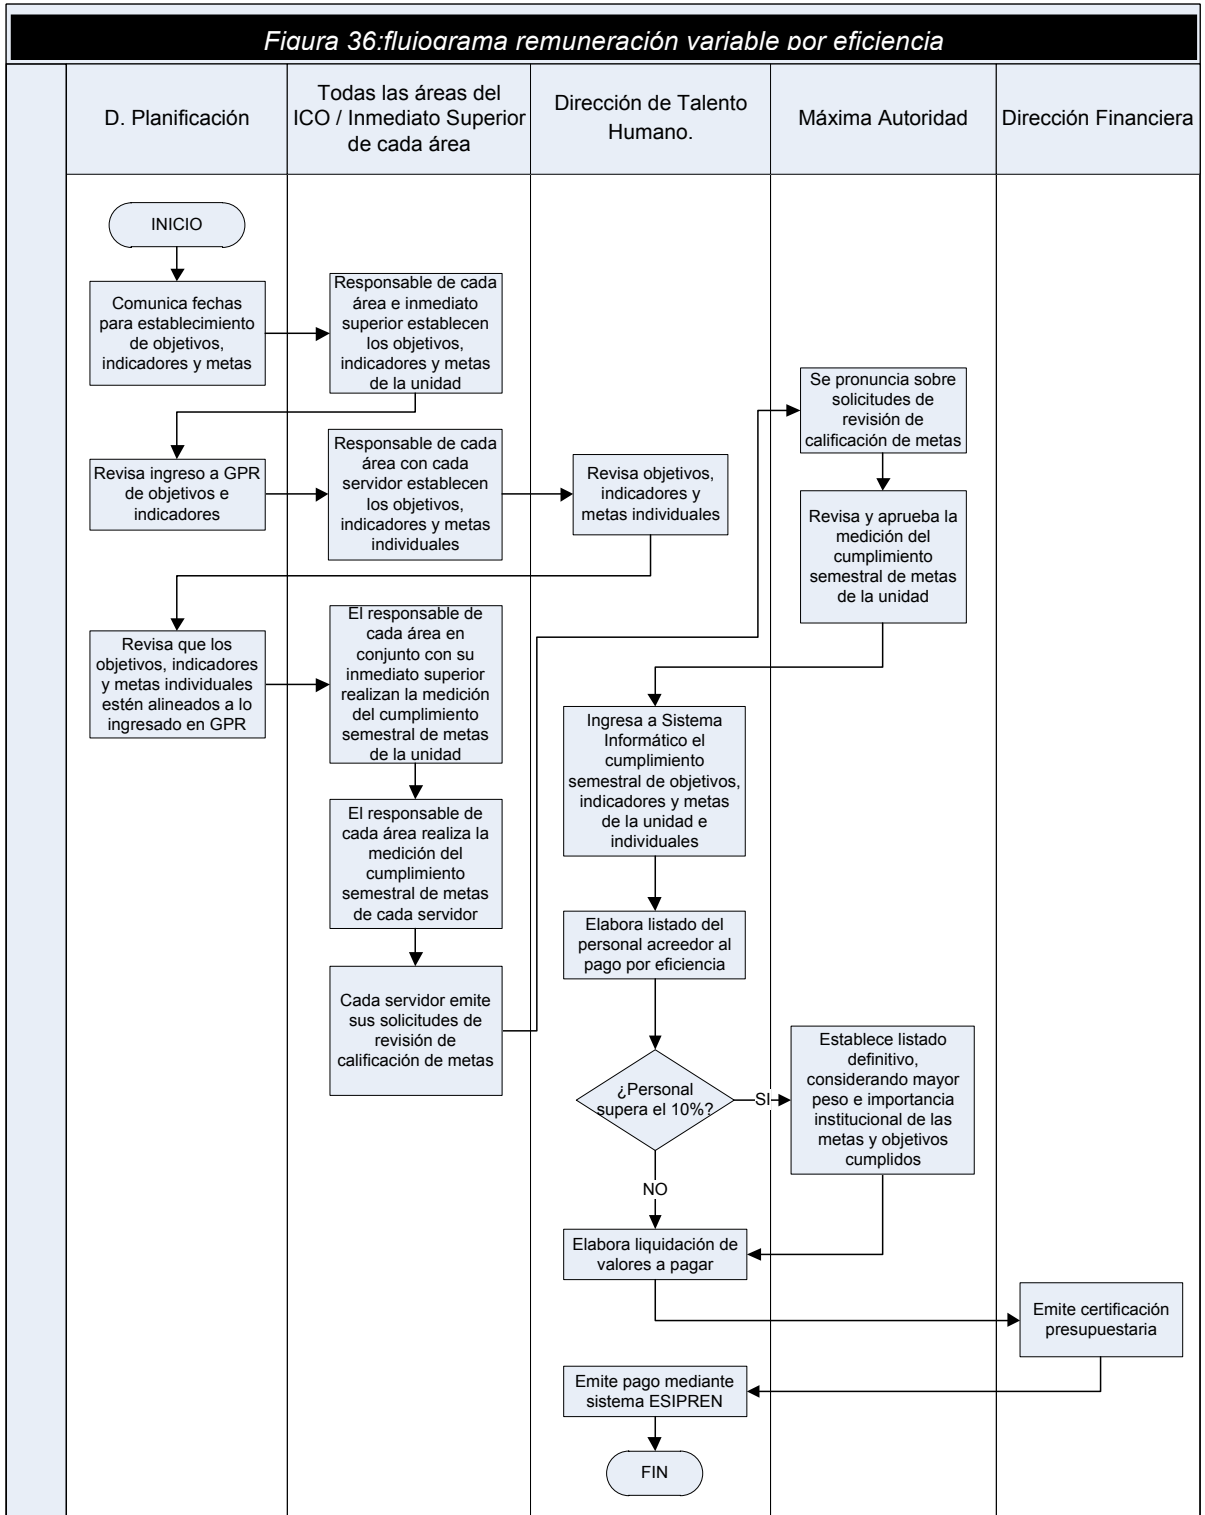 Figura 36:flujograma remuneración variable por eficiencia
D. Planificación
Todas las áreas del
ICO / Inmediato Superior
de cada área
Dirección de Talento
Humano.
Máxima Autoridad
Dirección Financiera
INICIO
Comunica fechas
para establecimiento
de objetivos,
indicadores y metas
Responsable de cada
área e inmediato
superior establecen
los objetivos,
indicadores y metas
de la unidad
Revisa ingreso a GPR
de objetivos e
indicadores
Responsable de cada
área con cada
servidor establecen
los objetivos,
indicadores y metas
individuales
Revisa objetivos,
indicadores y
metas individuales
Revisa que los
objetivos, indicadores
y metas individuales
estén alineados a lo
ingresado en GPR
El responsable de
cada área en
conjunto con su
inmediato superior
realizan la medición
del cumplimiento
semestral de metas
de la unidad
El responsable de
cada área realiza la
medición del
cumplimiento
semestral de metas
de cada servidor
Cada servidor emite
sus solicitudes de
revisión de
calificación de metas
Se pronuncia sobre
solicitudes de
revisión de
calificación de metas
Revisa y aprueba la
medición del
cumplimiento
semestral de metas
de la unidad
Ingresa a Sistema
Informático el
cumplimiento
semestral de objetivos,
indicadores y metas
de la unidad e
individuales
Elabora listado del
personal acreedor al
pago por eficiencia
¿Personal
supera el 10%?
SI
Establece listado
definitivo,
considerando mayor
peso e importancia
institucional de las
metas y objetivos
cumplidos
NO
Elabora liquidación de
valores a pagar
Emite certificación
presupuestaria
Emite pago mediante
sistema ESIPREN
FIN